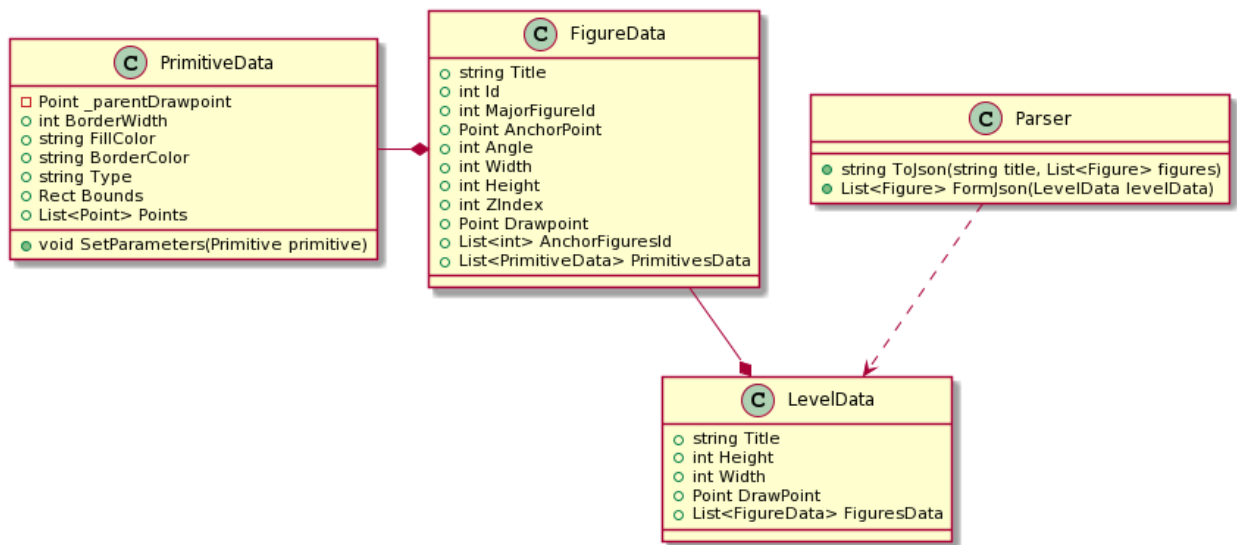 C PrimitiveData
Point _parentDrawpoint
int BorderWidth
string FillColor
string BorderColor
string Type
Rect Bounds
List<Point> Points
void SetParameters(Primitive primitive)
C FigureData
string Title
int Id
int MajorFigureId
Point AnchorPoint
int Angle
int Width
int Height
int ZIndex
Point Drawpoint
List<int> AnchorFiguresId
List<PrimitiveData> PrimitivesData
C Parser
string ToJson(string title, List<Figure> figures)
List<Figure> FormJson(LevelData levelData)
C LevelData
string Title
int Height
int Width
Point DrawPoint
List<FigureData> FiguresData